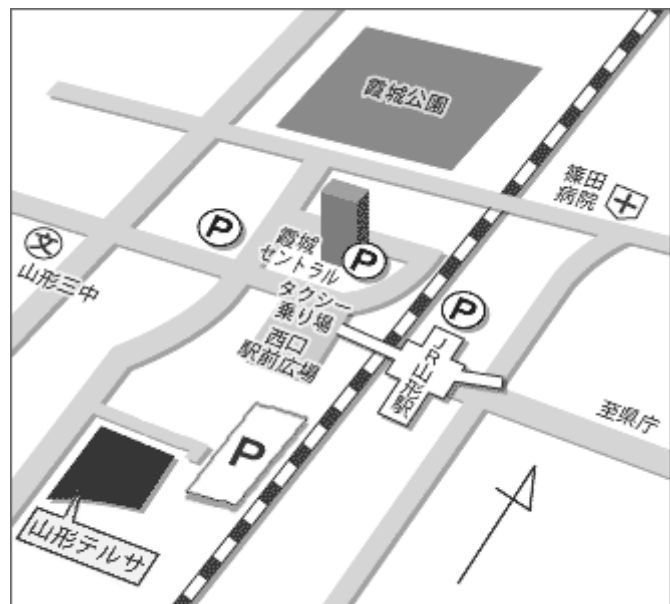 霞城公園
篠田
病院
文
山形三中
P
霞城
セントラル
P
タクシー
乗り場
西口
駅前広場
P
JR山形駅
至県庁
P
山形テルサ